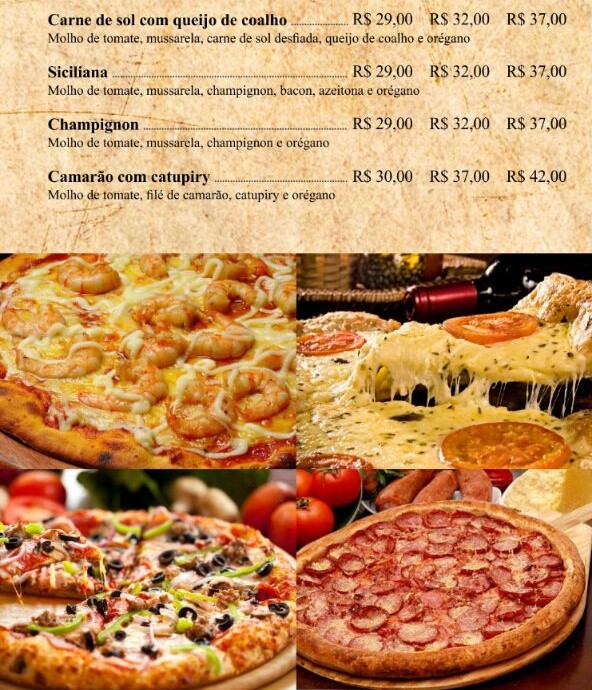 Carne de sol com queijo de coalho ........ R$ 29,00 R$ 32,00 R$ 37,00
Molho de tomate, mussarela, carne de sol desfiada, queijo de coalho e orégano
Siciliana ........ R$ 29,00 R$ 32,00 R$ 37,00
Molho de tomate, mussarela, champignon, bacon, azeitona e orégano
Champignon ........ R$ 29,00 R$ 32,00 R$ 37,00
Molho de tomate, mussarela, champignon e orégano
Camarão com catupiry ........ R$ 30,00 R$ 37,00 R$ 42,00
Molho de tomate, filé de camarão, catupiry e orégano